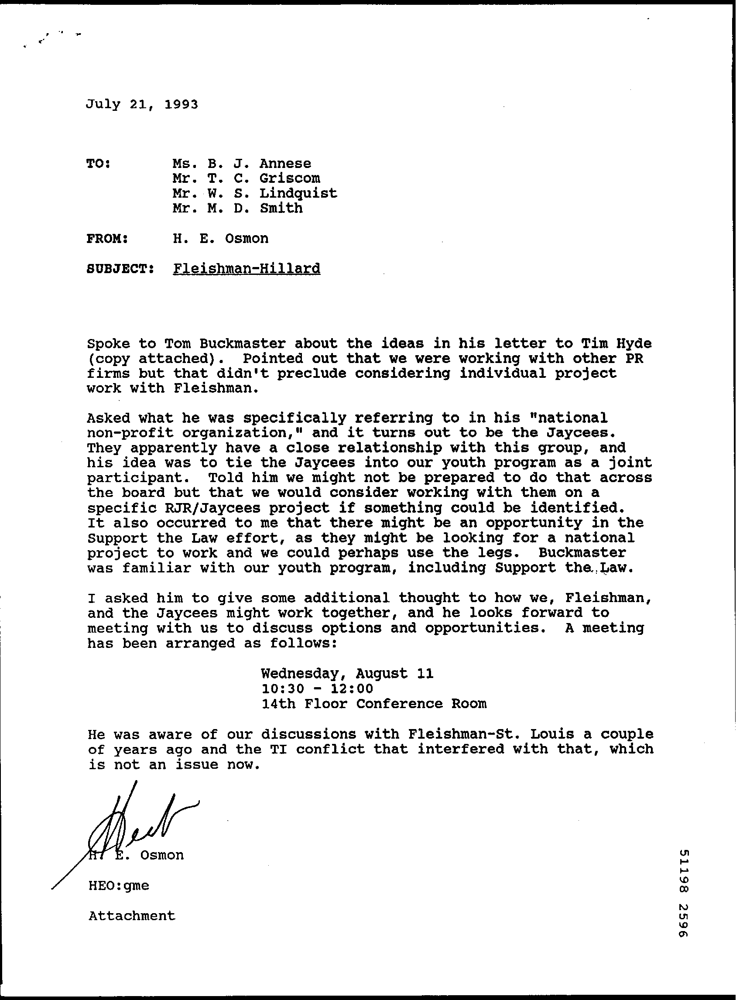 July 21, 1993
TO: Ms. B. J. Annese
Mr. T. C. Griscom
Mr. W. S. Lindquist
Mr. M. D. Smith
FROM: H. E. Osmon
SUBJECT: Fleishman-Hillard
Spoke to Tom Buckmaster about the ideas in his letter to Tim Hyde
(copy attached). Pointed out that we were working with other PR
firms but that didn't preclude considering individual project
work with Fleishman.
Asked what he was specifically referring to in his "national
non-profit organization," and it turns out to be the Jaycees.
They apparently have a close relationship with this group, and
his idea was to tie the Jaycees into our youth program as a joint
participant. Told him we might not be prepared to do that across
the board but that we would consider working with them on a
specific RJR/Jaycees project if something could be identified.
It also occurred to me that there might be an opportunity in the
Support the Law effort, as they might be looking for a national
project to work and we could perhaps use the legs. Buckmaster
was familiar with our youth program, including Support the Law.
I asked him to give some additional thought to how we, Fleishman,
and the Jaycees might work together, and he looks forward to
meeting with us to discuss options and opportunities. A meeting
has been arranged as follows:
Wednesday, August 11
10:30 - 12:00
14th Floor Conference Room
He was aware of our discussions with Fleishman-St. Louis a couple
of years ago and the TI conflict that interfered with that, which
is not an issue now.
H. E. Osmon
HEO:gme
Attachment
51198 2596